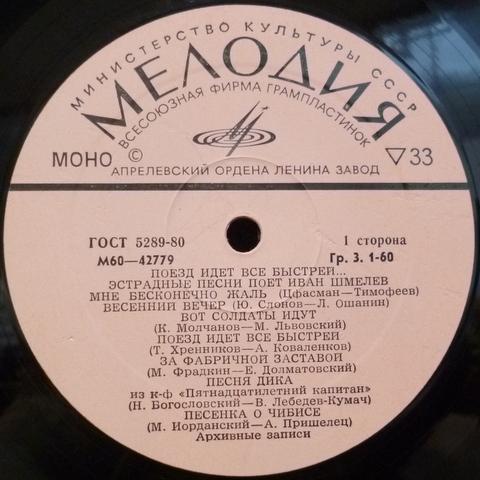 МИНИСТЕРСТВО КУЛЬТУРЫ СССР
МЕЛОДИЯ
ВСЕСОЮЗНАЯ ФИРМА ГРАМПЛАСТИНОК
МОНО © ▽33
АПРЕЛЕВСКИЙ ОРДЕНА ЛЕНИНА ЗАВОД
ГОСТ 5289-80 1 сторона
М60—42779 Гр. 3. 1-60
ПОЕЗД ИДЕТ ВСЕ БЫСТРЕЙ...
ЭСТРАДНЫЕ ПЕСНИ ПОЕТ ИВАН ШМЕЛЕВ
МНЕ БЕСКОНЕЧНО ЖАЛЬ (Цфасман—Тимофеев)
ВЕСЕННИЙ ВЕЧЕР (Ю. Слонов—Л. Ошанин)
ВОТ СОЛДАТЫ ИДУТ
(К. Молчанов—М. Львовский)
ПОЕЗД ИДЕТ ВСЕ БЫСТРЕЙ
(Т. Хренников—А. Коваленков)
ЗА ФАБРИЧНОЙ ЗАСТАВОЙ
(М. Фрадкин—Е. Долматовский)
ПЕСНЯ ДИКА
из к-ф «Пятнадцатилетний капитан»
(Н. Богословский—В. Лебедев-Кумач)
ПЕСЕНКА О ЧИБИСЕ
(М. Иорданский—А. Пришелец)
Архивные записи